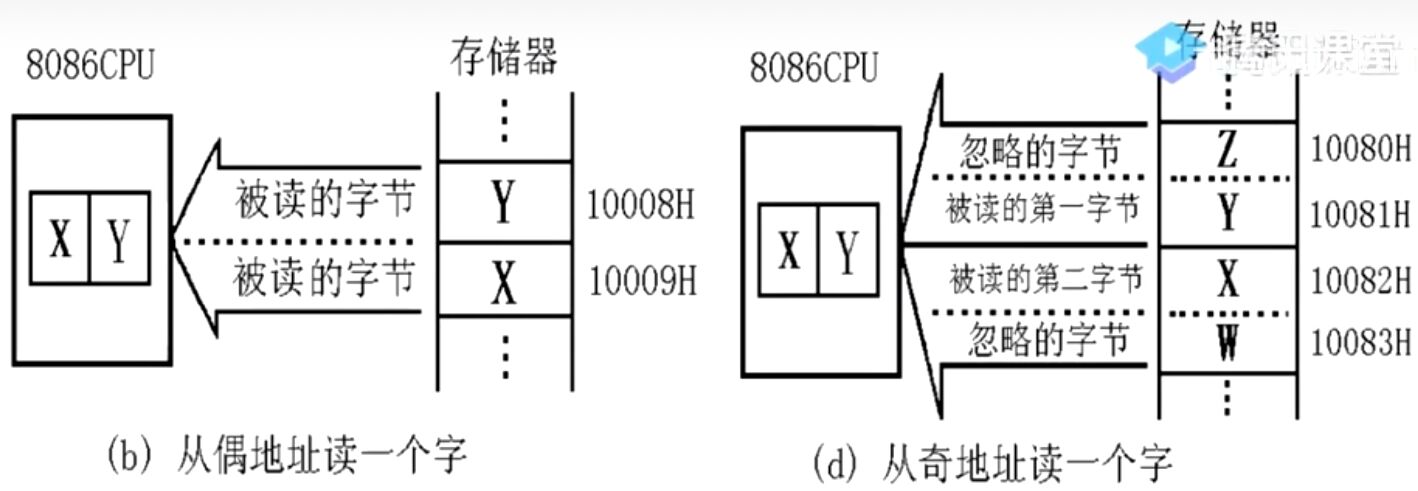 8086CPU
存储器
被读的字节
Y
10008H
X Y
被读的字节
X
10009H
(b) 从偶地址读一个字
8086CPU
存储器
腾讯课堂
忽略的字节
Z
10080H
被读的第一字节
Y
10081H
X Y
被读的第二字节
X
10082H
忽略的字节
W
10083H
(d) 从奇地址读一个字